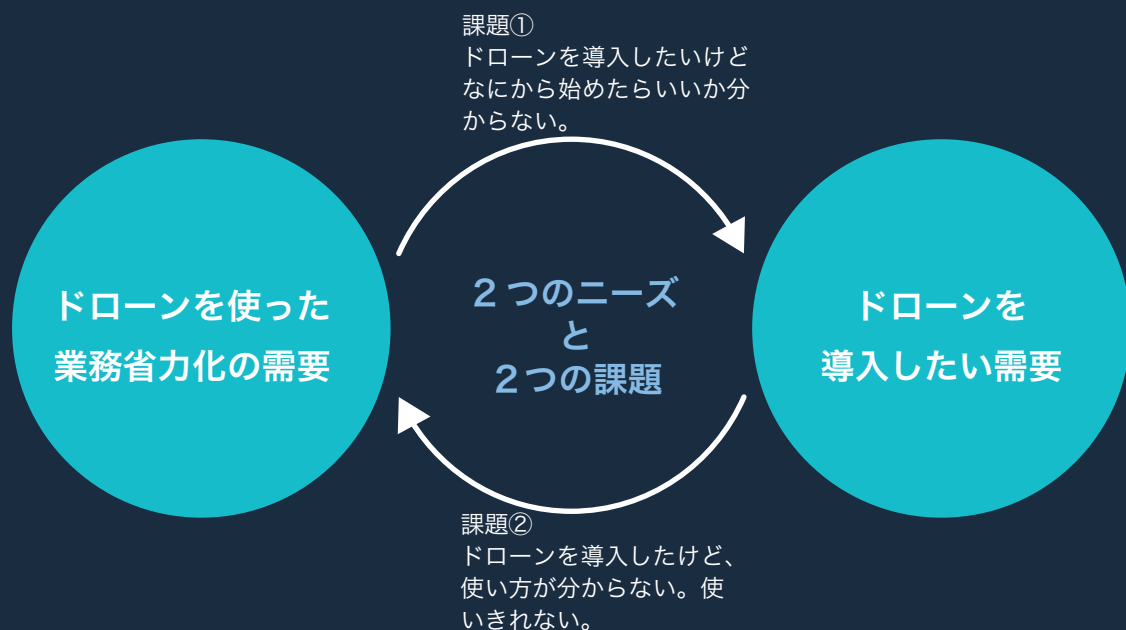 課題①
ドローンを導入したいけど
なにから始めたらいいか分
からない。
ドローンを使った
業務省力化の需要
２つのニーズ
と
２つの課題
ドローンを
導入したい需要
課題②
ドローンを導入したけど、
使い方が分からない。使
いきれない。